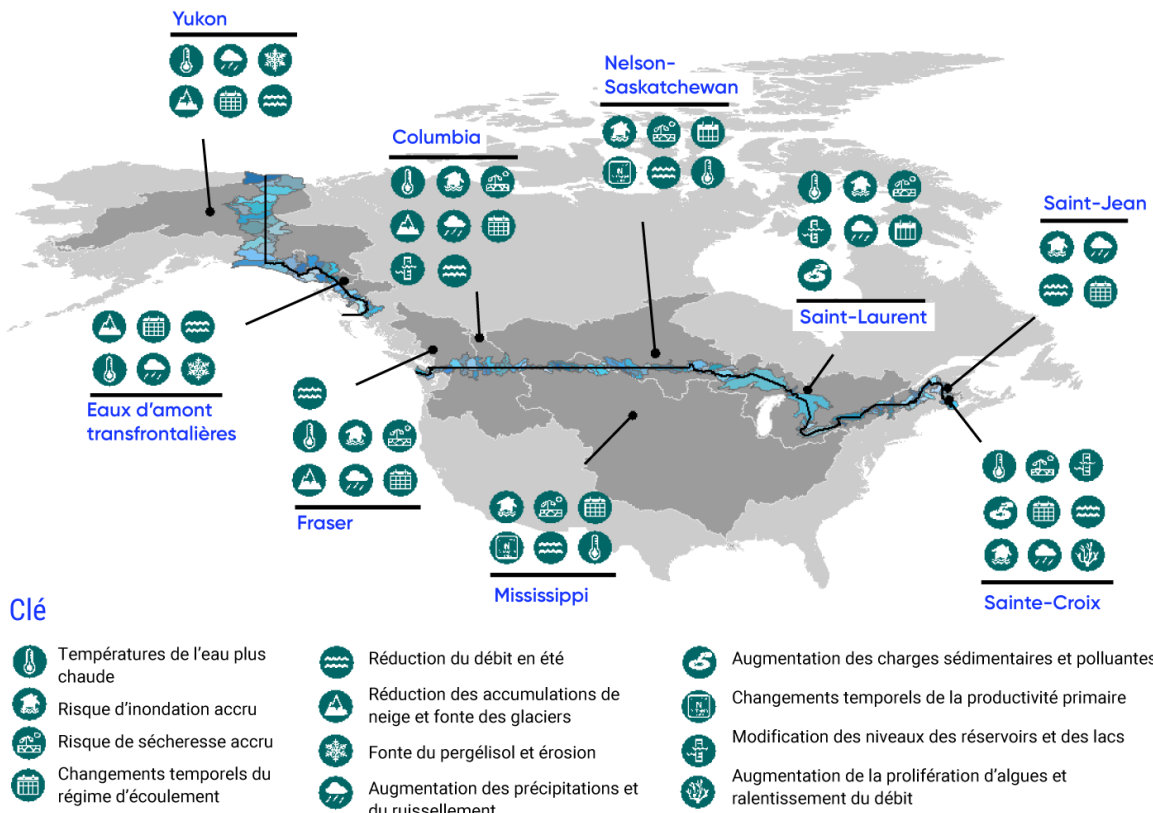 Yukon
Nelson-
Saskatchewan
Columbia
Saint-Jean
Saint-Laurent
Eaux d'amont
transfrontalières
Fraser
Mississippi
Sainte-Croix
Clé
Températures de l'eau plus
chaude
Risque d'inondation accru
Risque de sécheresse accru
Changements temporels du
régime d'écoulement
Réduction du débit en été
Réduction des accumulations de
neige et fonte des glaciers
Fonte du pergélisol et érosion
Augmentation des précipitations et
du ruissellement
Augmentation des charges sédimentaires et polluantes
N
Changements temporels de la productivité primaire
Modification des niveaux des réservoirs et des lacs
Augmentation de la prolifération d'algues et
ralentissement du débit